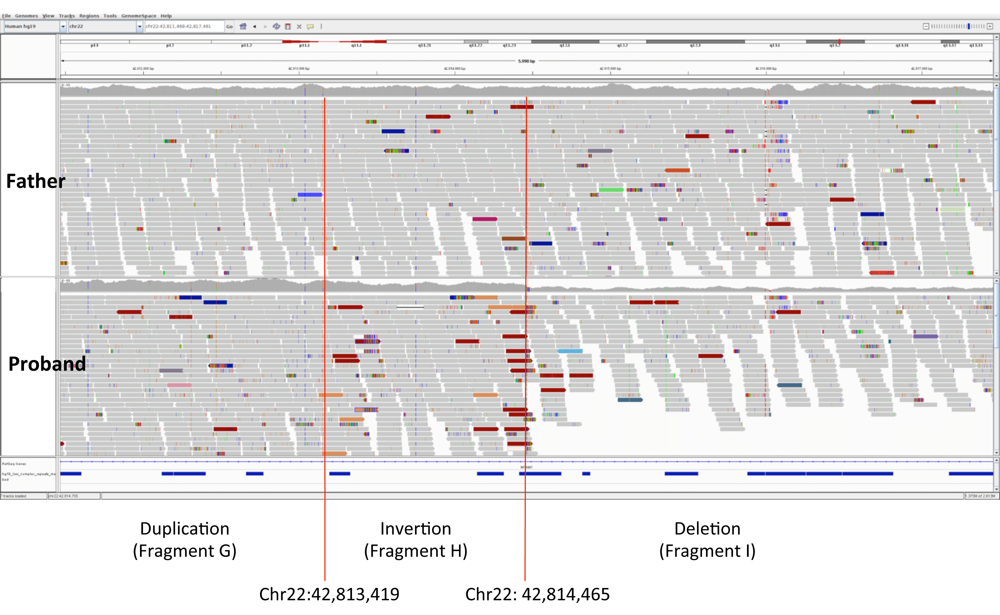 File Genomes View Tracks Regions Tools GenomeSpace Help
Human hg19 chr22 chr22:42,811,468-42,817,461 Go
p13 p12 p11.2 p11.1 q11.1 q11.21 q11.22 q11.23 q12.1 q12.2 q12.3 q13.1 q13.2 q13.31 q13.32 q13.33
5,990 bp
42,812,000 bp 42,813,000 bp 42,814,000 bp 42,815,000 bp 42,816,000 bp 42,817,000 bp
Father
Proband
RefSeq Genes
hg19_low_complex_repeats_me
bed
7 tracks loaded chr22:42,814,755 1,375M of 2,613M
Duplication Invertion Deletion
(Fragment G) (Fragment H) (Fragment I)
Chr22:42,813,419 Chr22: 42,814,465